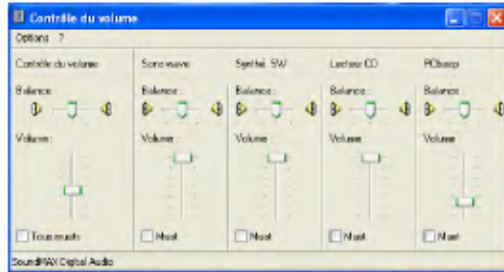 Contrôle du volume
Options ?
Contrôle du volume
Balance :
Volume :
Tous muets
Sons wave
Balance :
Volume :
Muet
Synthé. SW
Balance :
Volume :
Muet
Lecteur CD
Balance :
Volume :
Muet
PCbeep
Balance :
Volume :
Muet
SoundMAX Digital Audio